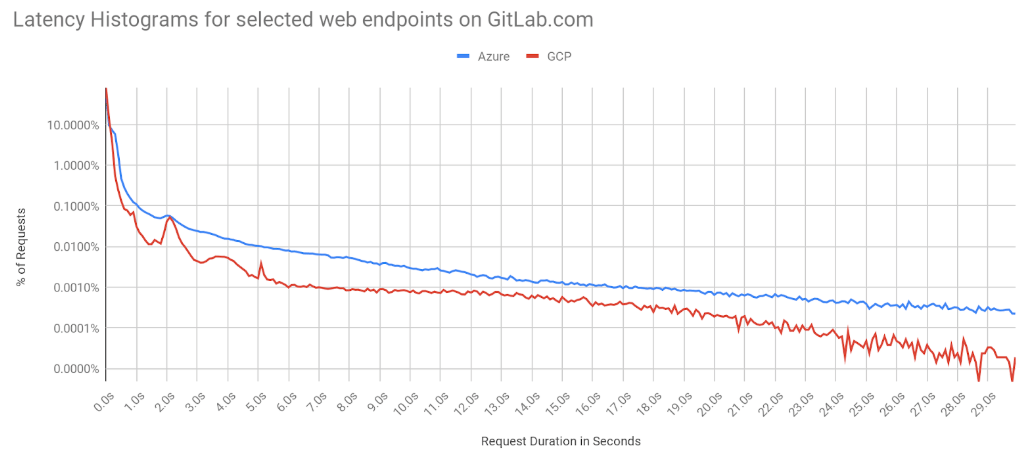 Latency Histograms for selected web endpoints on GitLab.com
Azure GCP
% of Requests
10.0000%
1.0000%
0.1000%
0.0100%
0.0010%
0.0001%
0.0000%
0.0s 1.0s 2.0s 3.0s 4.0s 5.0s 6.0s 7.0s 8.0s 9.0s 10.0s 11.0s 12.0s 13.0s 14.0s 15.0s 16.0s 17.0s 18.0s 19.0s 20.0s 21.0s 22.0s 23.0s 24.0s 25.0s 26.0s 27.0s 28.0s 29.0s
Request Duration in Seconds